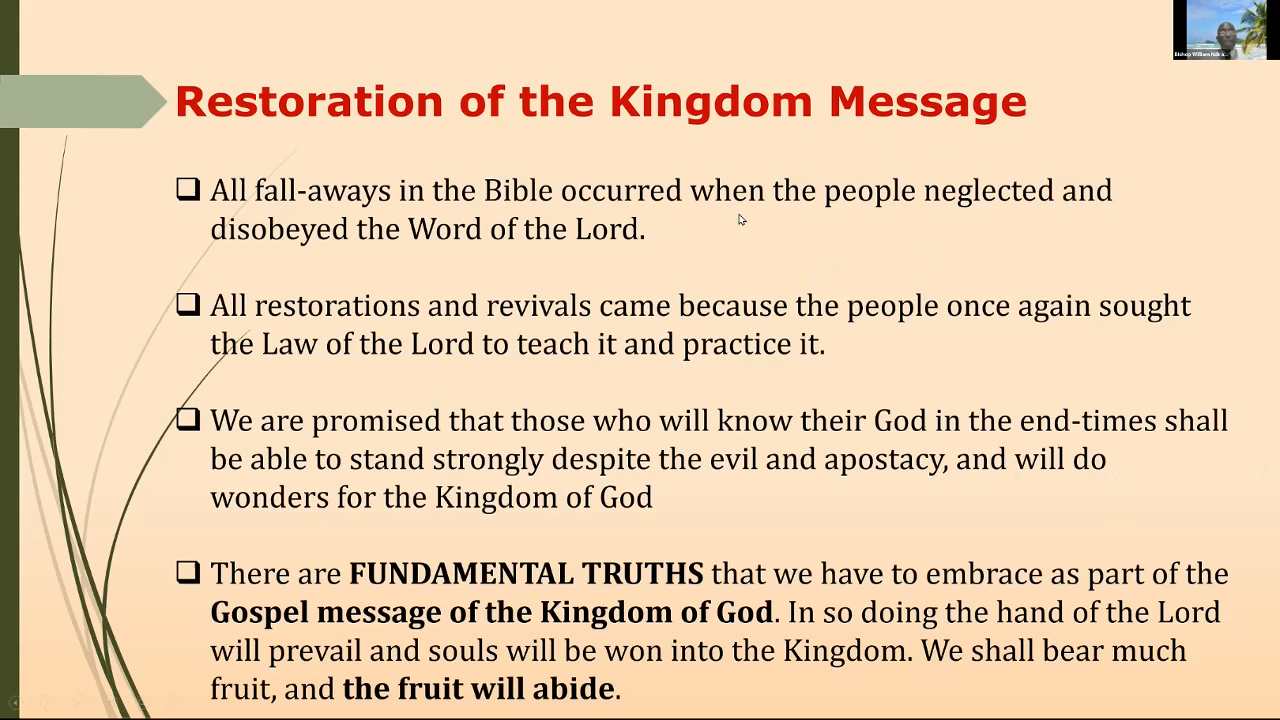 Bishop William
Restoration of the Kingdom Message
All fall-aways in the Bible occurred when the people neglected and
disobeyed the Word of the Lord.
All restorations and revivals came because the people once again sought
the Law of the Lord to teach it and practice it.
We are promised that those who will know their God in the end-times shall
be able to stand strongly despite the evil and apostacy, and will do
wonders for the Kingdom of God
There are FUNDAMENTAL TRUTHS that we have to embrace as part of the
Gospel message of the Kingdom of God. In so doing the hand of the Lord
will prevail and souls will be won into the Kingdom. We shall bear much
fruit, and the fruit will abide.